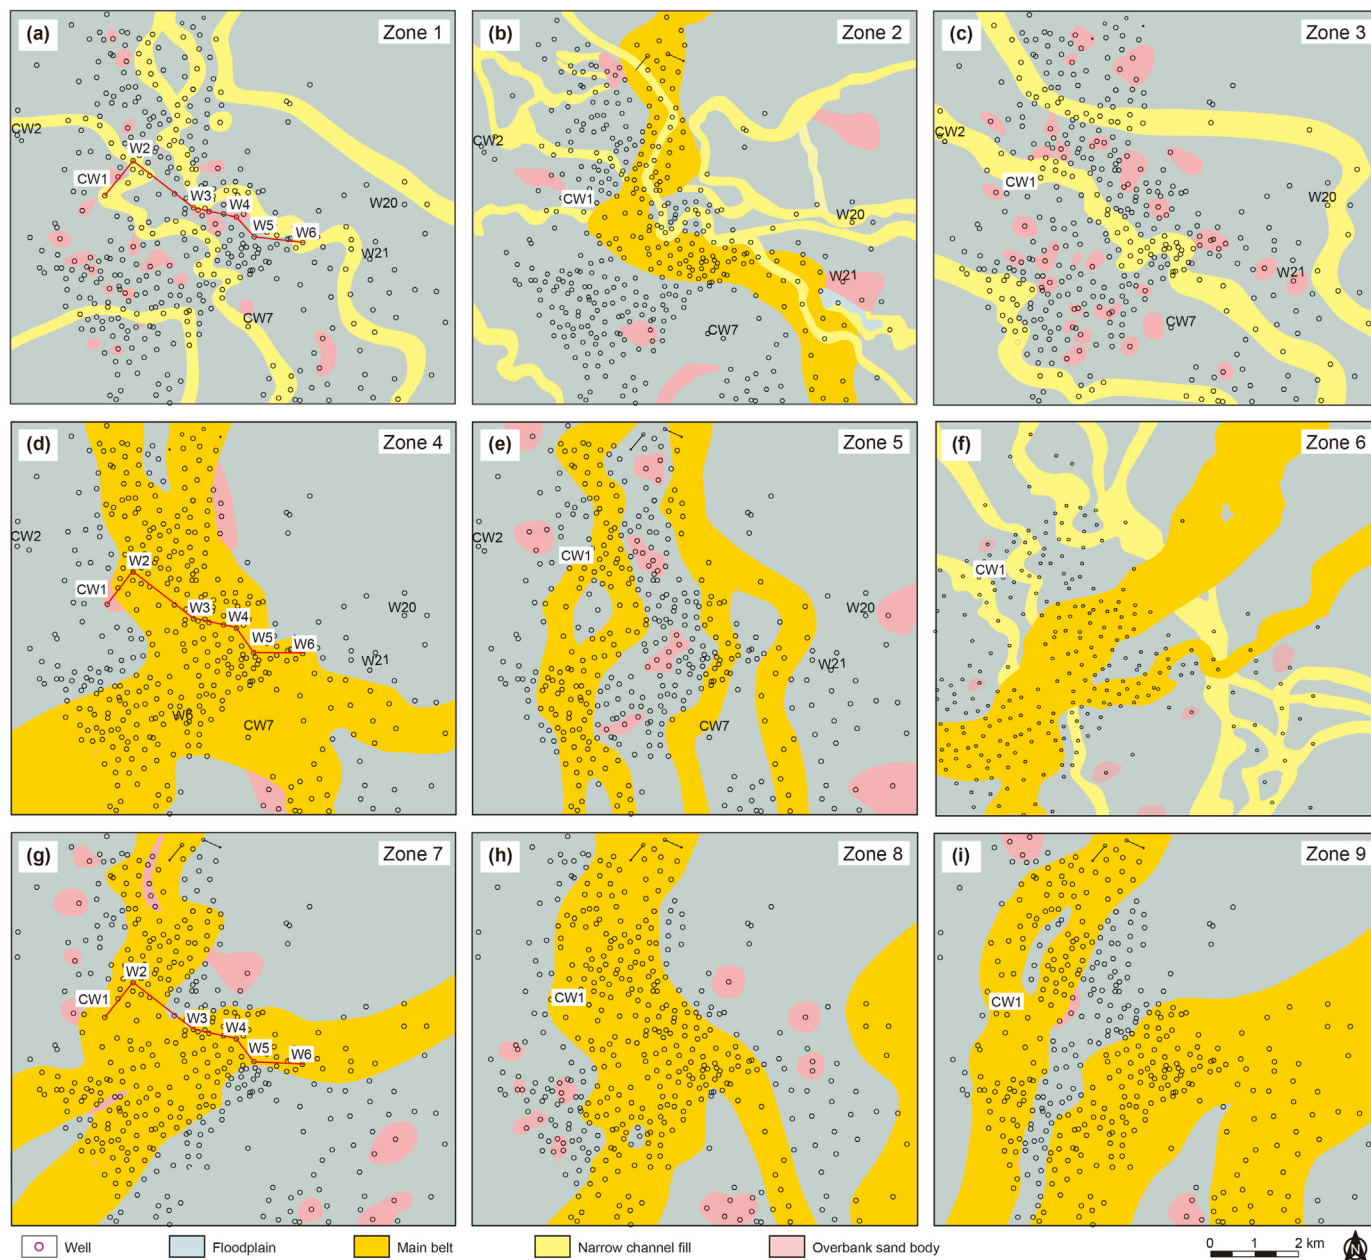 (a) Zone 1
CW2
W2
CW1
W3
W4
W20
W5
W6
W21
CW7
(b) Zone 2
CW2
CW1
W20
W21
CW7
(c) Zone 3
CW2
CW1
W20
W21
CW7
(d) Zone 4
CW2
W2
CW1
W3
W4
W20
W5
W6
W21
W6
CW7
(e) Zone 5
CW2
CW1
W20
W21
CW7
(f) Zone 6
CW1
(g) Zone 7
W2
CW1
W3
W4
W5
W6
(h) Zone 8
CW1
(i) Zone 9
CW1
Well Floodplain Main belt Narrow channel fill Overbank sand body
0 1 2 km
N